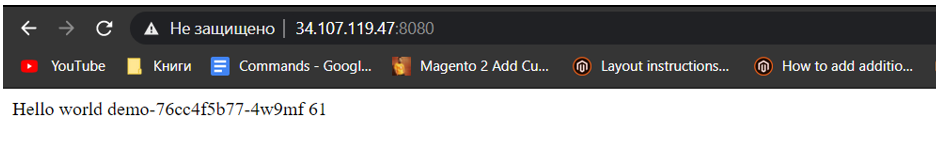 Не защищено 34.107.119.47:8080
YouTube Книги Commands - Googl... Magento 2 Add Cu... Layout instructions... How to add additio...
Hello world demo-76cc4f5b77-4w9mf 61